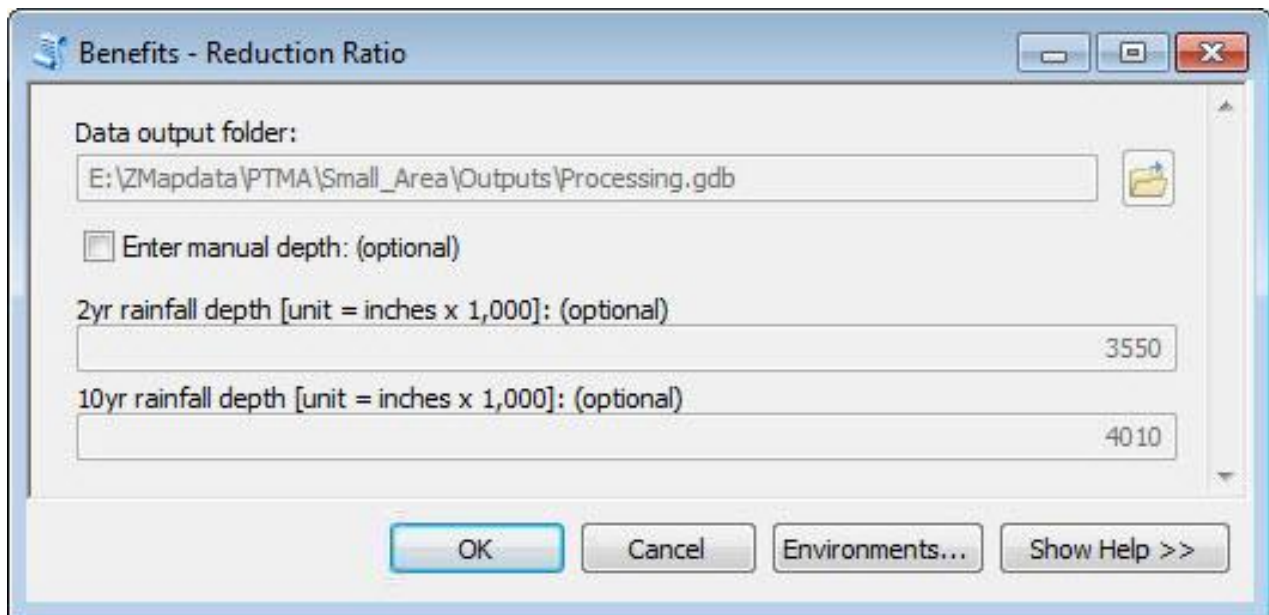 Benefits - Reduction Ratio
Data output folder:
E:\ZMapdata\PTMA\Small_Area\Outputs\Processing.gdb
Enter manual depth: (optional)
2yr rainfall depth [unit = inches x 1,000]: (optional)
3550
10yr rainfall depth [unit = inches x 1,000]: (optional)
4010
OK Cancel Environments... Show Help >>